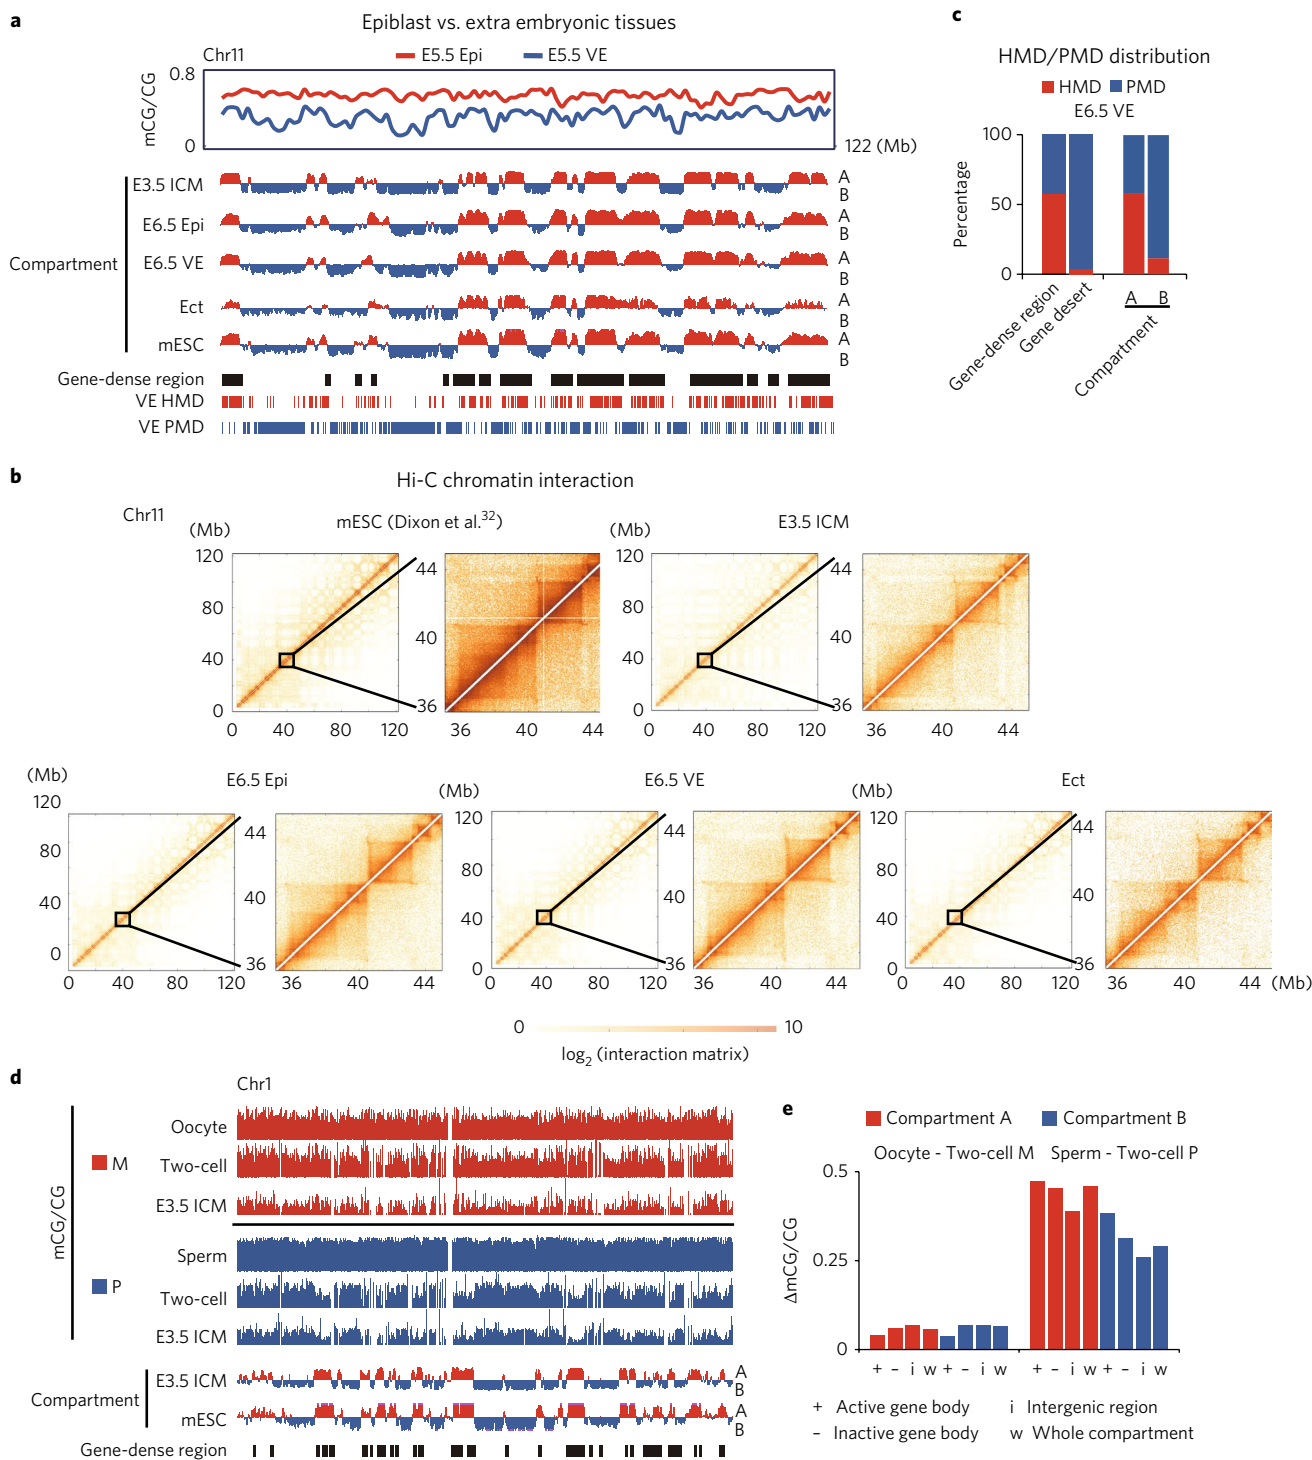 a
Epiblast vs. extra embryonic tissues
Chr11
E5.5 Epi
E5.5 VE
0.8
mCG/CG
0
122 (Mb)
Compartment
E3.5 ICM
A
B
E6.5 Epi
A
B
E6.5 VE
A
B
Ect
A
B
mESC
A
B
Gene-dense region
VE HMD
VE PMD
c
HMD/PMD distribution
HMD
PMD
E6.5 VE
Percentage
100
50
0
Gene-dense region
Gene desert
A B
Compartment
b
Hi-C chromatin interaction
Chr11
(Mb)
mESC (Dixon et al.32)
120
80
40
0
0 40 80 120
44
40
36
36 40 44
(Mb)
E3.5 ICM
120
80
40
0
0 40 80 120
44
40
36
36 40 44
(Mb)
E6.5 Epi
120
80
40
0
0 40 80 120
44
40
36
36 40 44
(Mb)
E6.5 VE
120
80
40
0
0 40 80 120
44
40
36
36 40 44
(Mb)
Ect
120
80
40
0
0 40 80 120
44
40
36
36 40 44 (Mb)
0 10
log2 (interaction matrix)
d
Chr1
mCG/CG
M
Oocyte
Two-cell
E3.5 ICM
P
Sperm
Two-cell
E3.5 ICM
Compartment
E3.5 ICM
A
B
mESC
A
B
Gene-dense region
e
Compartment A
Compartment B
Oocyte - Two-cell M
Sperm - Two-cell P
ΔmCG/CG
0.5
0.25
0
+ − i w + − i w + − i w + − i w
+ Active gene body
i Intergenic region
− Inactive gene body
w Whole compartment